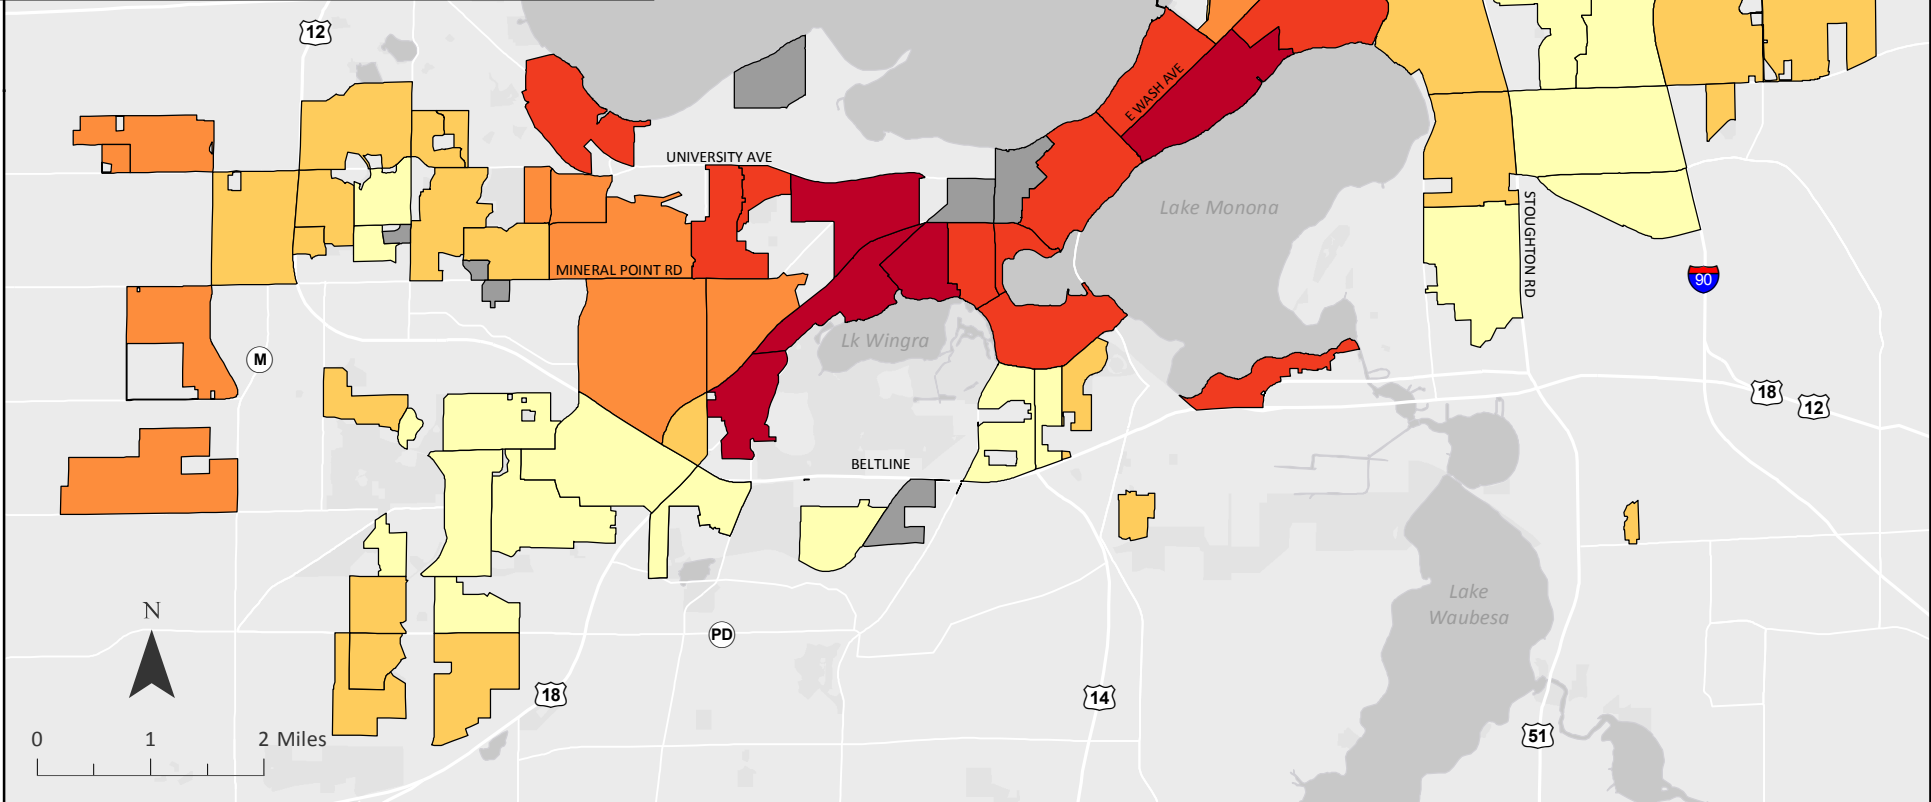 12
E WASH AVE
UNIVERSITY AVE
Lake Monona
STOUGHTON RD
MINERAL POINT RD
90
Lk Wingra
M
18
12
BELTLINE
Lake
Waubesa
N
PD
18
14
51
0 1 2 Miles